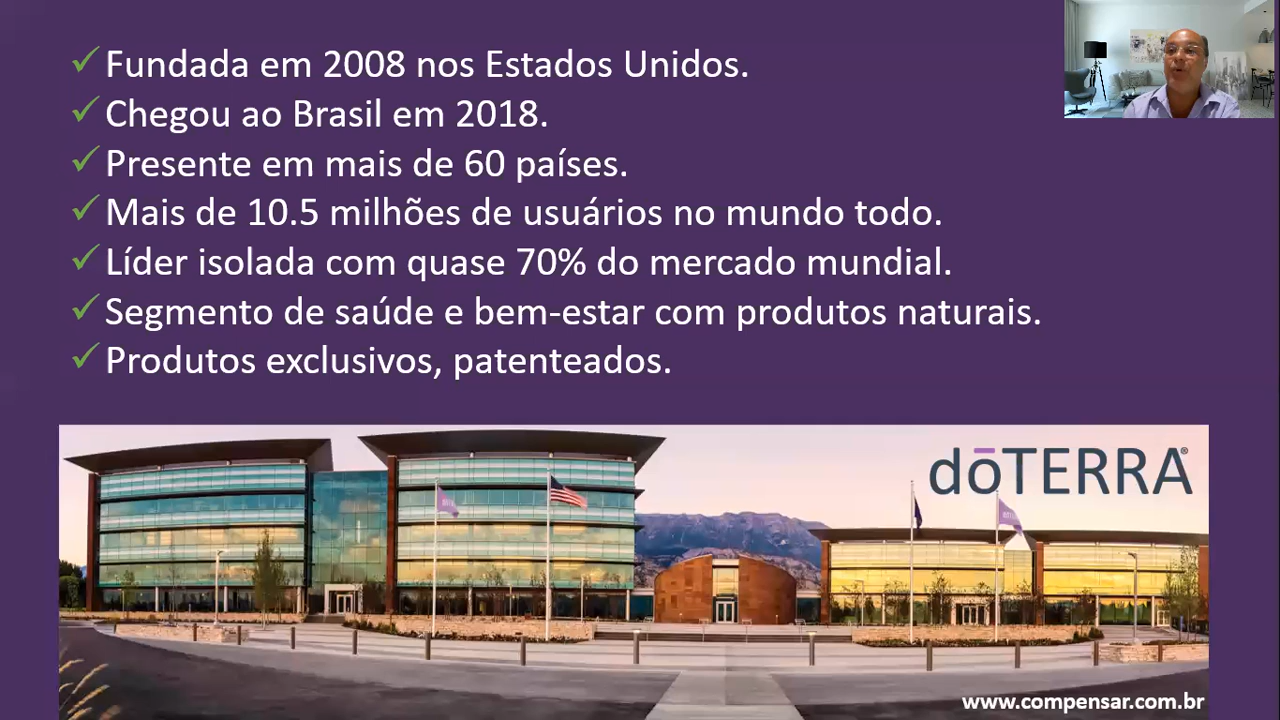 Fundada em 2008 nos Estados Unidos.
Chegou ao Brasil em 2018.
Presente em mais de 60 países.
Mais de 10.5 milhões de usuários no mundo todo.
Líder isolada com quase 70% do mercado mundial.
Segmento de saúde e bem-estar com produtos naturais.
Produtos exclusivos, patenteados.
dōTERRA®
www.compensar.com.br